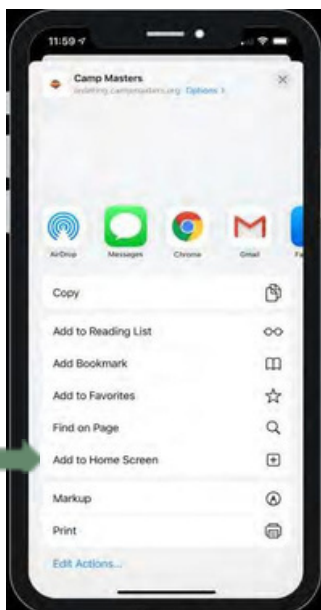 11:59
Camp Masters
Options >
AirDrop Messages Chrome Gmail Fa
Copy
Add to Reading List
Add Bookmark
Add to Favorites
Find on Page
Add to Home Screen
Markup
Print
Edit Actions...